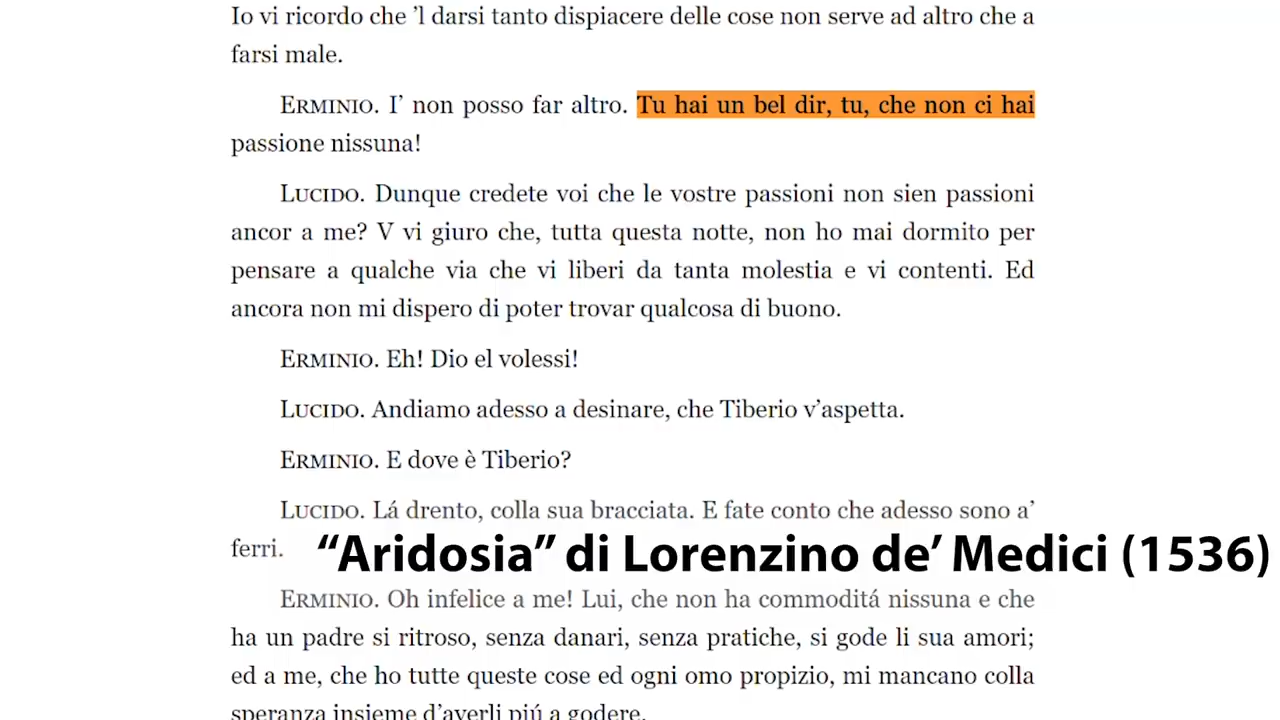 Io vi ricordo che ’l darsi tanto dispiacere delle cose non serve ad altro che a
farsi male.
Erminio. I’ non posso far altro. Tu hai un bel dir, tu, che non ci hai
passione nissuna!
Lucido. Dunque credete voi che le vostre passioni non sien passioni
ancor a me? V vi giuro che, tutta questa notte, non ho mai dormito per
pensare a qualche via che vi liberi da tanta molestia e vi contenti. Ed
ancora non mi dispero di poter trovar qualcosa di buono.
Erminio. Eh! Dio el volessi!
Lucido. Andiamo adesso a desinare, che Tiberio v’aspetta.
Erminio. E dove è Tiberio?
Lucido. Lá drento, colla sua bracciata. E fate conto che adesso sono a’
ferri.
“Aridosia” di Lorenzino de’ Medici (1536)
Erminio. Oh infelice a me! Lui, che non ha commoditá nissuna e che
ha un padre si ritroso, senza danari, senza pratiche, si gode li sua amori;
ed a me, che ho tutte queste cose ed ogni omo propizio, mi mancano colla
speranza insieme d’averli piú a godere.